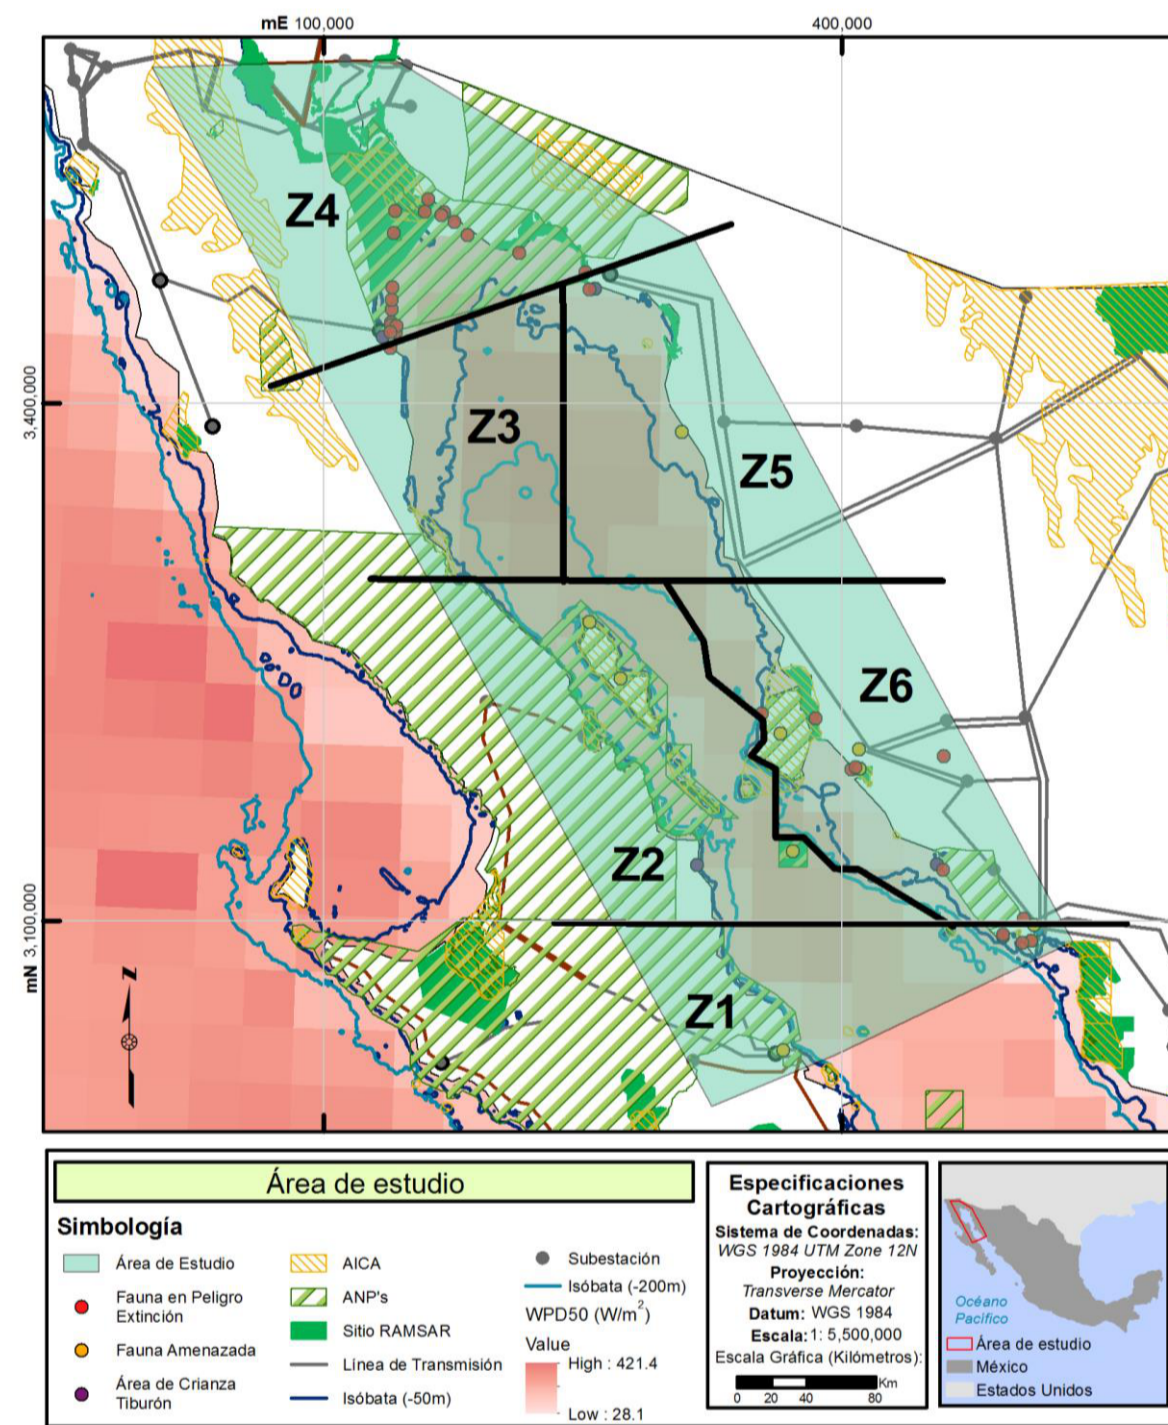 mE 100,000
400,000
3,400,000
3,100,000
mN
Z4
Z3
Z5
Z6
Z2
Z1
Z
Área de estudio
Simbología
Área de Estudio
Fauna en Peligro
Extinción
Fauna Amenazada
Área de Crianza
Tiburón
AICA
ANP's
Sitio RAMSAR
Línea de Transmisión
Isóbata (-50m)
Subestación
Isóbata (-200m)
WPD50 (W/m²)
Value
High : 421.4
Low : 28.1
Especificaciones
Cartográficas
Sistema de Coordenadas:
WGS 1984 UTM Zone 12N
Proyección:
Transverse Mercator
Datum: WGS 1984
Escala: 1: 5,500,000
Escala Gráfica (Kilómetros):
Km
0 20 40 80
Océano
Pacífico
Área de estudio
México
Estados Unidos